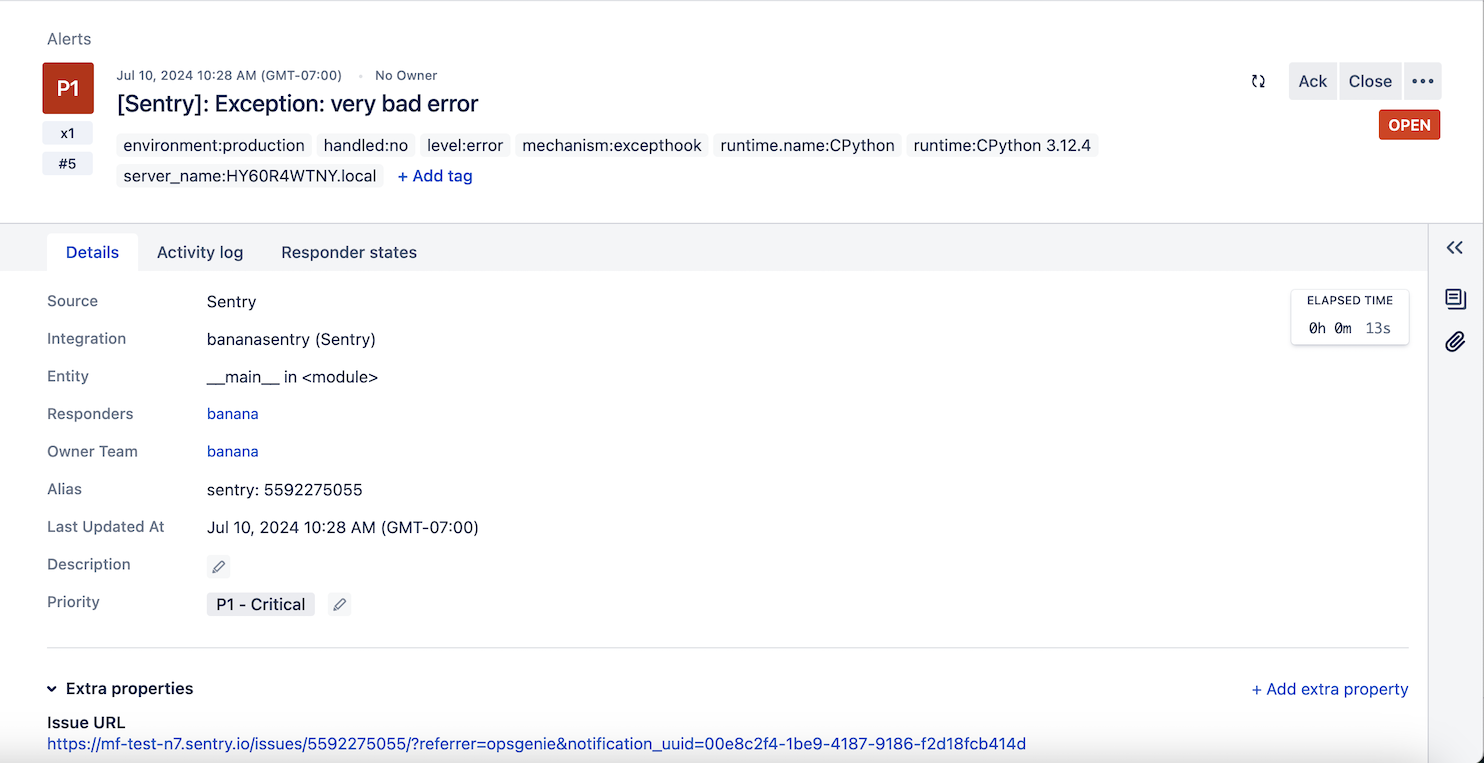 Alerts
P1
Jul 10, 2024 10:28 AM (GMT-07:00) • No Owner
[Sentry]: Exception: very bad error
Ack Close •••
OPEN
x1
#5
environment:production handled:no level:error mechanism:excepthook runtime.name:CPython runtime:CPython 3.12.4
server_name:HY60R4WTNY.local + Add tag
Details Activity log Responder states
ELAPSED TIME
0h 0m 13s
Source Sentry
Integration bananasentry (Sentry)
Entity __main__ in <module>
Responders banana
Owner Team banana
Alias sentry: 5592275055
Last Updated At Jul 10, 2024 10:28 AM (GMT-07:00)
Description
Priority P1 - Critical
Extra properties + Add extra property
Issue URL
https://mf-test-n7.sentry.io/issues/5592275055/?referrer=opsgenie&notification_uuid=00e8c2f4-1be9-4187-9186-f2d18fcb414d